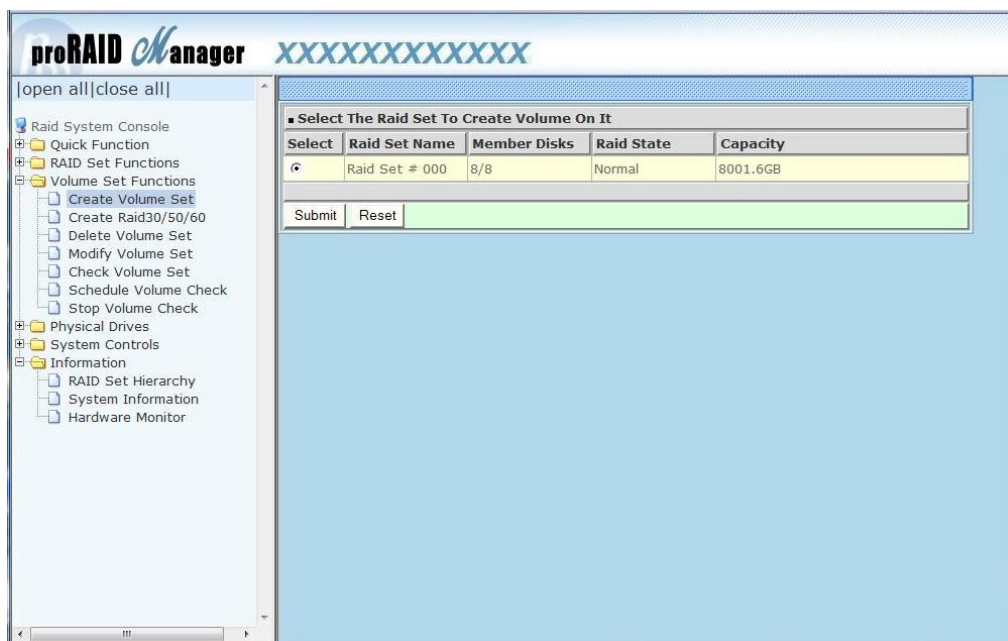 proRAID Manager XXXXXXXXXXXXX
|open all|close all|
Raid System Console
Quick Function
RAID Set Functions
Volume Set Functions
Create Volume Set
Create Raid30/50/60
Delete Volume Set
Modify Volume Set
Check Volume Set
Schedule Volume Check
Stop Volume Check
Physical Drives
System Controls
Information
RAID Set Hierarchy
System Information
Hardware Monitor
Select The Raid Set To Create Volume On It
Select Raid Set Name Member Disks Raid State Capacity
Raid Set # 000 8/8 Normal 8001.6GB
Submit Reset